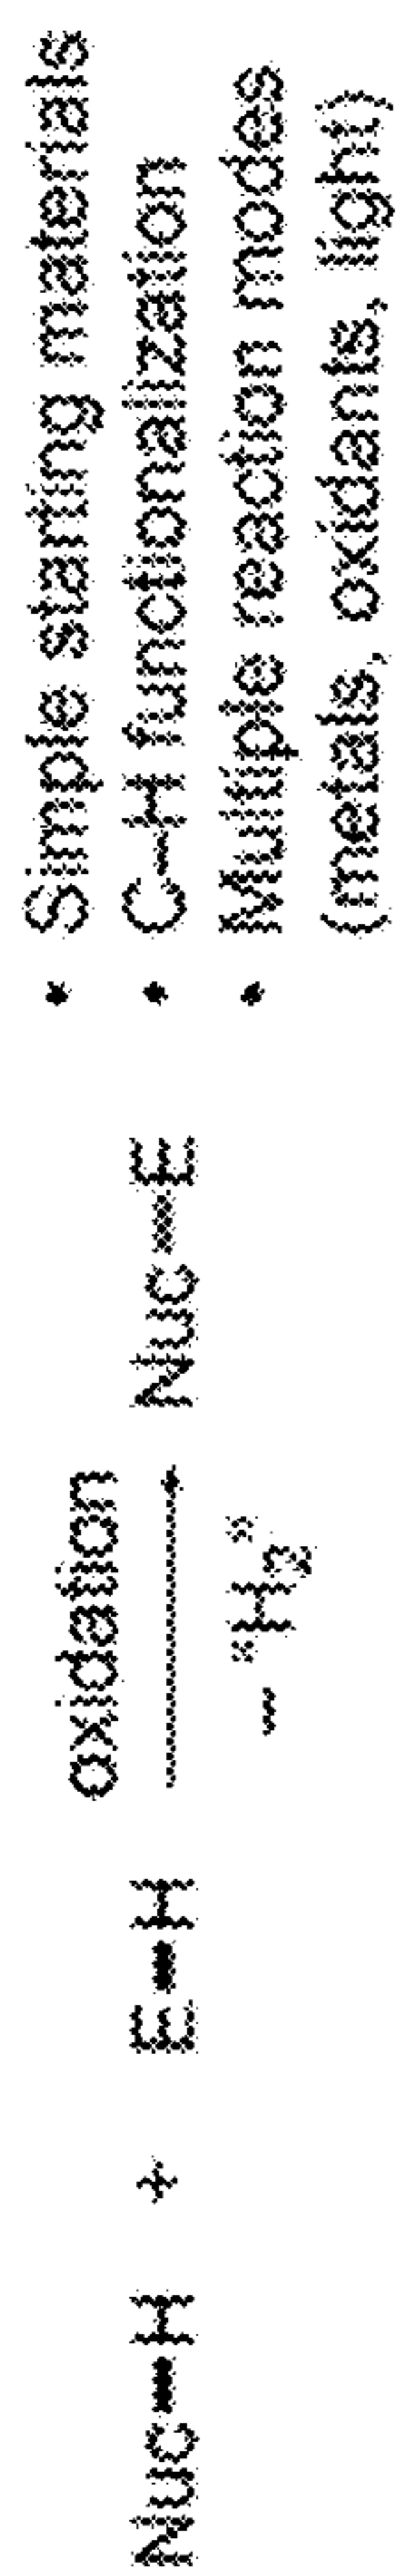 oxidation
Nuc–H + E–H → Nuc–E
– "H2"
• Simple starting materials
• C–H functionalization
• Multiple reaction modes
(metals, oxidants, light)